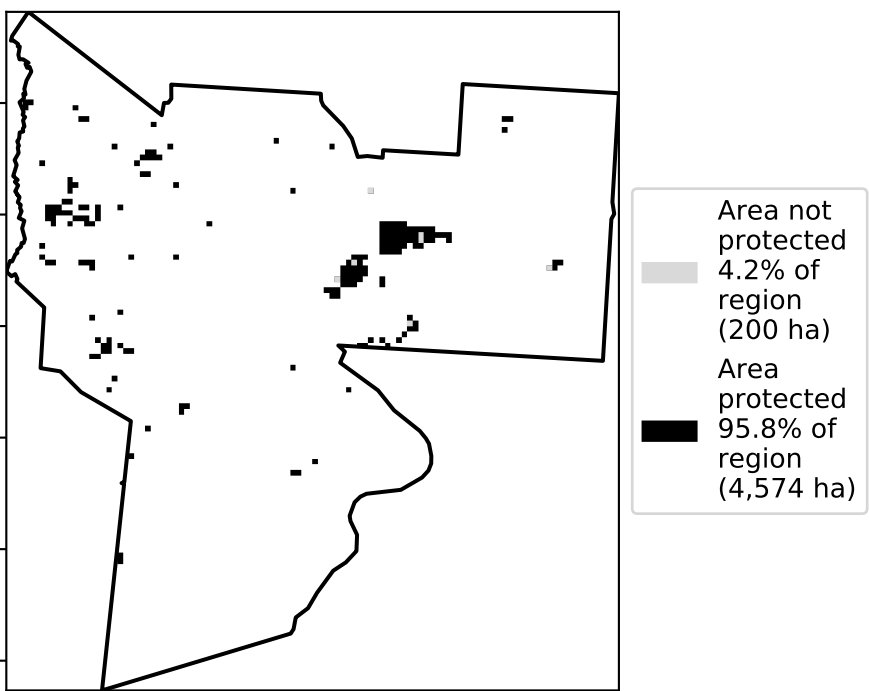 Area not
protected
4.2% of
region
(200 ha)
Area
protected
95.8% of
region
(4,574 ha)